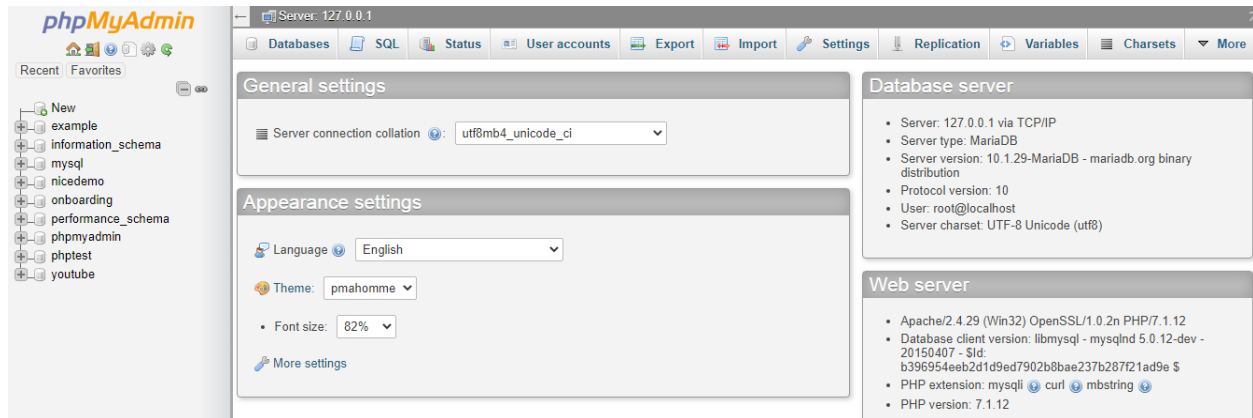 phpMyAdmin
Recent Favorites
New
example
information_schema
mysql
nicedemo
onboarding
performance_schema
phpmyadmin
phptest
youtube
Server: 127.0.0.1
Databases SQL Status User accounts Export Import Settings Replication Variables Charsets More
General settings
Server connection collation : utf8mb4_unicode_ci
Appearance settings
Language English
Theme: pmahomme
Font size: 82%
More settings
Database server
Server: 127.0.0.1 via TCP/IP
Server type: MariaDB
Server version: 10.1.29-MariaDB - mariadb.org binary
distribution
Protocol version: 10
User: root@localhost
Server charset: UTF-8 Unicode (utf8)
Web server
Apache/2.4.29 (Win32) OpenSSL/1.0.2n PHP/7.1.12
Database client version: libmysql - mysqlnd 5.0.12-dev -
20150407 - $Id:
b396954eeb2d1d9ed7902b8bae237b287f21ad9e $
PHP extension: mysqli curl mbstring
PHP version: 7.1.12